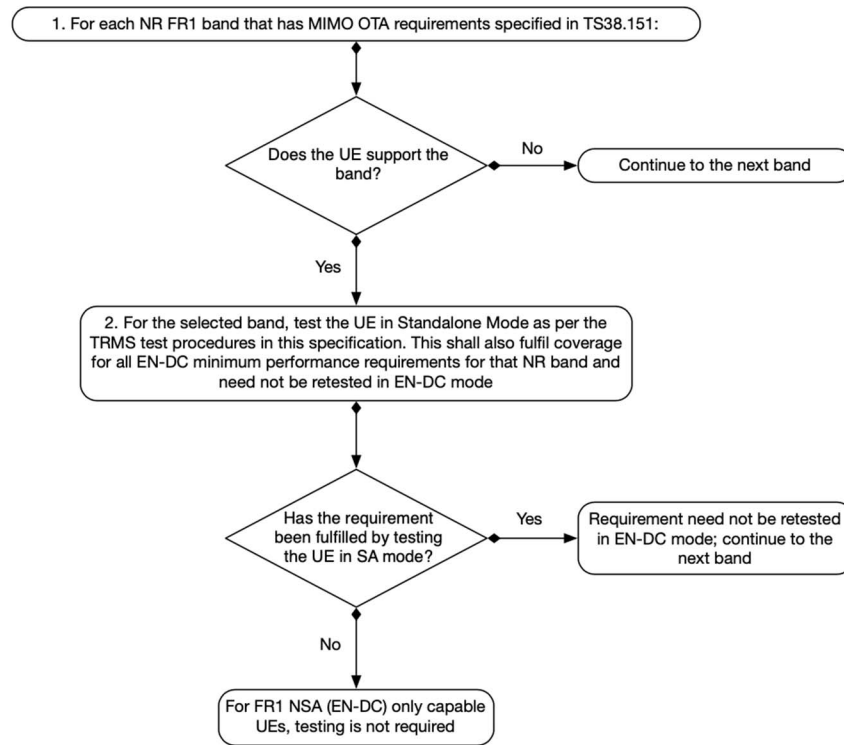 1. For each NR FR1 band that has MIMO OTA requirements specified in TS38.151:
Does the UE support the
band?
No
Continue to the next band
Yes
2. For the selected band, test the UE in Standalone Mode as per the
TRMS test procedures in this specification. This shall also fulfil coverage
for all EN-DC minimum performance requirements for that NR band and
need not be retested in EN-DC mode
Has the requirement
been fulfilled by testing
the UE in SA mode?
Yes
Requirement need not be retested
in EN-DC mode; continue to the
next band
No
For FR1 NSA (EN-DC) only capable
UEs, testing is not required